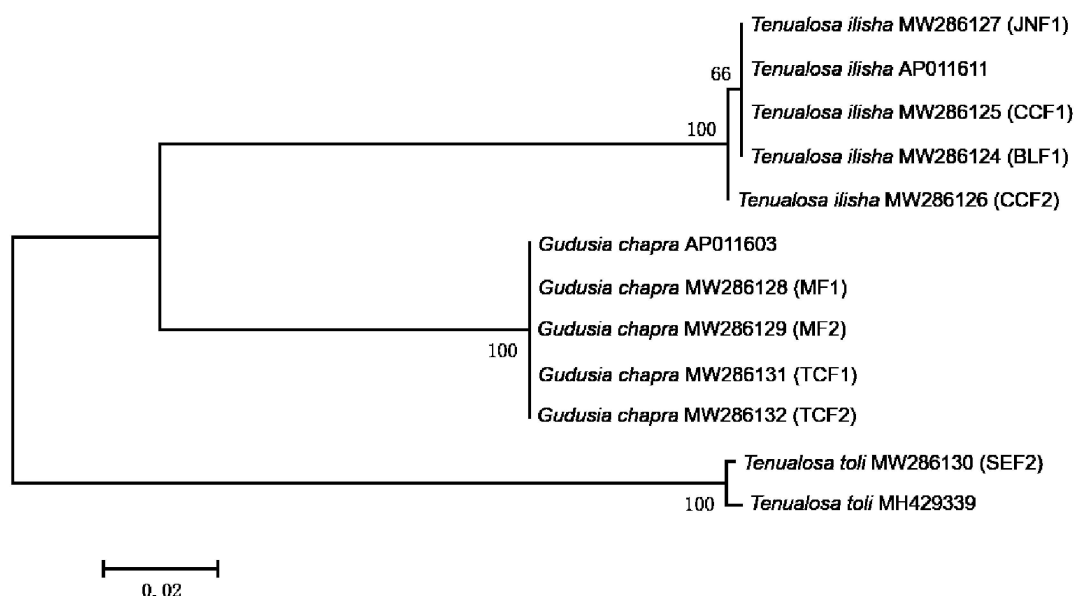 Tenualosa ilisha MW286127 (JNF1)
66
Tenualosa ilisha AP011611
Tenualosa ilisha MW286125 (CCF1)
100
Tenualosa ilisha MW286124 (BLF1)
Tenualosa ilisha MW286126 (CCF2)
Gudusia chapra AP011603
Gudusia chapra MW286128 (MF1)
Gudusia chapra MW286129 (MF2)
100
Gudusia chapra MW286131 (TCF1)
Gudusia chapra MW286132 (TCF2)
Tenualosa toli MW286130 (SEF2)
100
Tenualosa toli MH429339
0.02